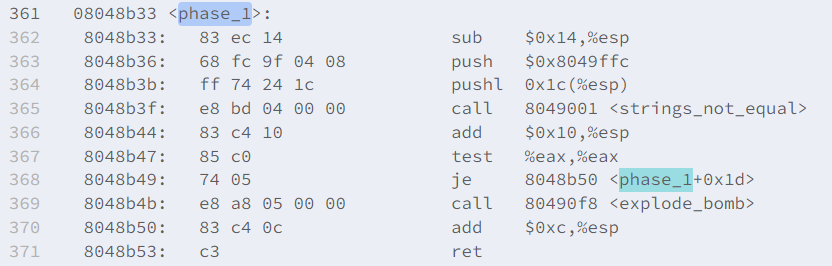 361 08048b33 <phase_1>:
362 8048b33: 83 ec 14 sub $0x14,%esp
363 8048b36: 68 fc 9f 04 08 push $0x8049ffc
364 8048b3b: ff 74 24 1c pushl 0x1c(%esp)
365 8048b3f: e8 bd 04 00 00 call 8049001 <strings_not_equal>
366 8048b44: 83 c4 10 add $0x10,%esp
367 8048b47: 85 c0 test %eax,%eax
368 8048b49: 74 05 je 8048b50 <phase_1+0x1d>
369 8048b4b: e8 a8 05 00 00 call 80490f8 <explode_bomb>
370 8048b50: 83 c4 0c add $0xc,%esp
371 8048b53: c3 ret